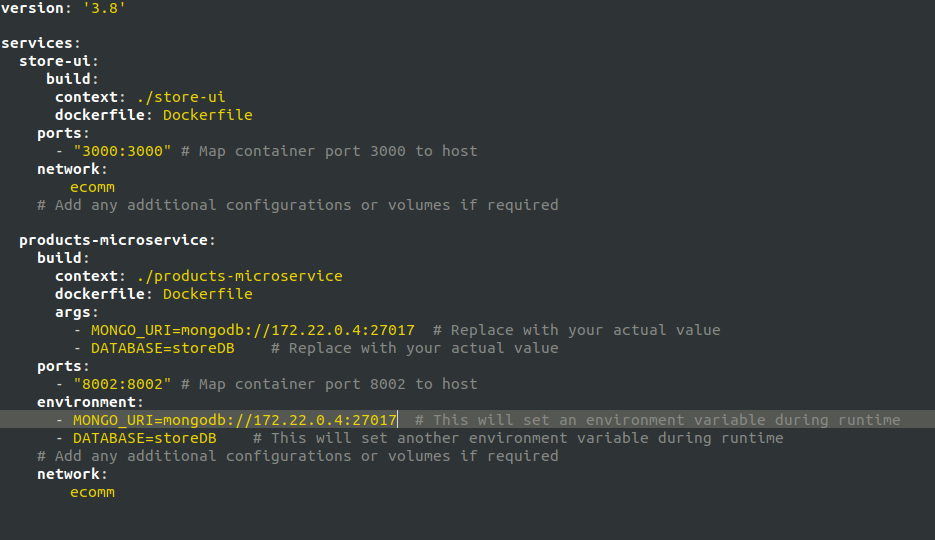 version: '3.8'
services:
store-ui:
build:
context: ./store-ui
dockerfile: Dockerfile
ports:
- "3000:3000" # Map container port 3000 to host
network:
ecomm
# Add any additional configurations or volumes if required
products-microservice:
build:
context: ./products-microservice
dockerfile: Dockerfile
args:
- MONGO_URI=mongodb://172.22.0.4:27017 # Replace with your actual value
- DATABASE=storeDB # Replace with your actual value
ports:
- "8002:8002" # Map container port 8002 to host
environment:
- MONGO_URI=mongodb://172.22.0.4:27017 # This will set an environment variable during runtime
- DATABASE=storeDB # This will set another environment variable during runtime
# Add any additional configurations or volumes if required
network:
ecomm